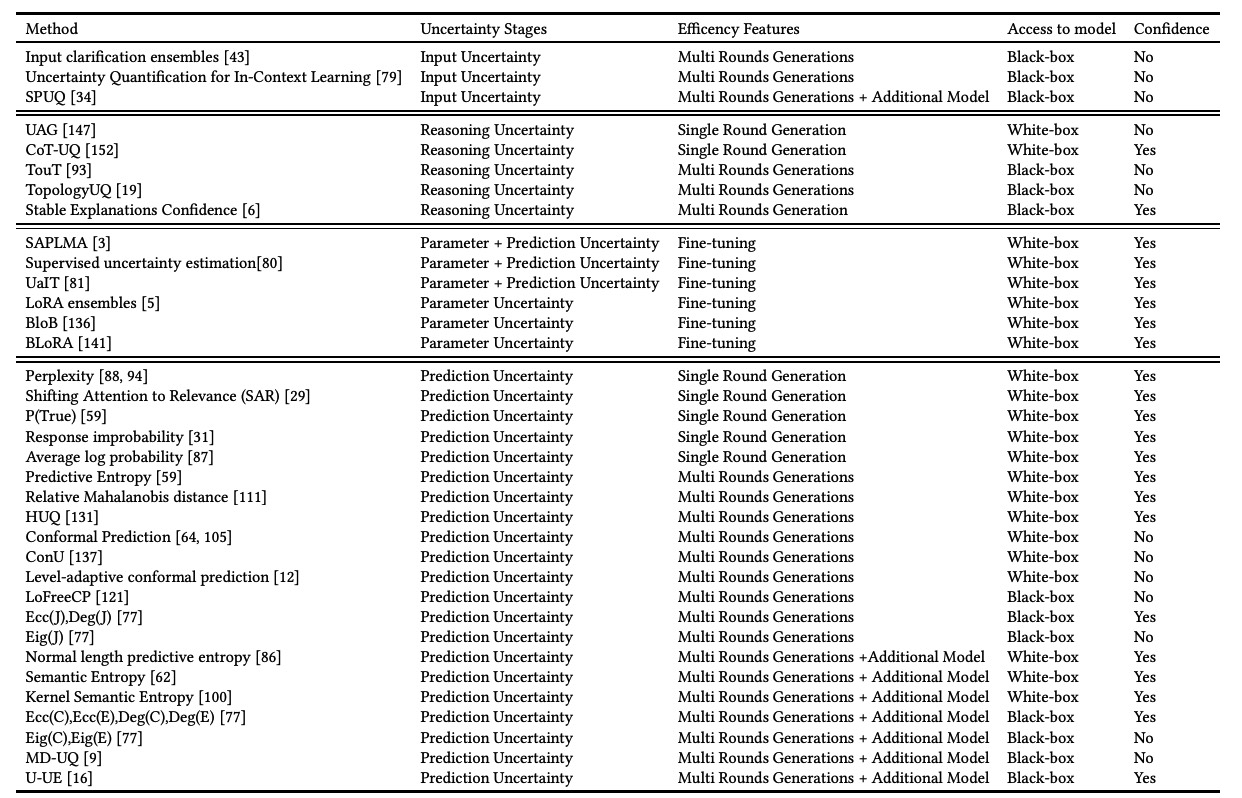 Method Uncertainty Stages Efficency Features Access to model Confidence
Input clarification ensembles [43] Input Uncertainty Multi Rounds Generations Black-box No
Uncertainty Quantification for In-Context Learning [79] Input Uncertainty Multi Rounds Generations Black-box No
SPUQ [34] Input Uncertainty Multi Rounds Generations + Additional Model Black-box No
UAG [147] Reasoning Uncertainty Single Round Generation White-box No
CoT-UQ [152] Reasoning Uncertainty Single Round Generation White-box Yes
TouT [93] Reasoning Uncertainty Multi Rounds Generations Black-box No
TopologyUQ [19] Reasoning Uncertainty Multi Rounds Generations Black-box No
Stable Explanations Confidence [6] Reasoning Uncertainty Multi Rounds Generation Black-box Yes
SAPLMA [3] Parameter + Prediction Uncertainty Fine-tuning White-box Yes
Supervised uncertainty estimation[80] Parameter + Prediction Uncertainty Fine-tuning White-box Yes
UaIT [81] Parameter + Prediction Uncertainty Fine-tuning White-box Yes
LoRA ensembles [5] Parameter Uncertainty Fine-tuning White-box Yes
BloB [136] Parameter Uncertainty Fine-tuning White-box Yes
BLoRA [141] Parameter Uncertainty Fine-tuning White-box Yes
Perplexity [88, 94] Prediction Uncertainty Single Round Generation White-box Yes
Shifting Attention to Relevance (SAR) [29] Prediction Uncertainty Single Round Generation White-box Yes
P(True) [59] Prediction Uncertainty Single Round Generation White-box Yes
Response improbability [31] Prediction Uncertainty Single Round Generation White-box Yes
Average log probability [87] Prediction Uncertainty Single Round Generation White-box Yes
Predictive Entropy [59] Prediction Uncertainty Multi Rounds Generations White-box Yes
Relative Mahalanobis distance [111] Prediction Uncertainty Multi Rounds Generations White-box Yes
HUQ [131] Prediction Uncertainty Multi Rounds Generations White-box Yes
Conformal Prediction [64, 105] Prediction Uncertainty Multi Rounds Generations White-box No
ConU [137] Prediction Uncertainty Multi Rounds Generations White-box No
Level-adaptive conformal prediction [12] Prediction Uncertainty Multi Rounds Generations White-box No
LoFreeCP [121] Prediction Uncertainty Multi Rounds Generations Black-box No
Ecc(J),Deg(J) [77] Prediction Uncertainty Multi Rounds Generations Black-box Yes
Eig(J) [77] Prediction Uncertainty Multi Rounds Generations Black-box No
Normal length predictive entropy [86] Prediction Uncertainty Multi Rounds Generations +Additional Model White-box Yes
Semantic Entropy [62] Prediction Uncertainty Multi Rounds Generations + Additional Model White-box Yes
Kernel Semantic Entropy [100] Prediction Uncertainty Multi Rounds Generations + Additional Model White-box Yes
Ecc(C),Ecc(E),Deg(C),Deg(E) [77] Prediction Uncertainty Multi Rounds Generations + Additional Model Black-box Yes
Eig(C),Eig(E) [77] Prediction Uncertainty Multi Rounds Generations + Additional Model Black-box No
MD-UQ [9] Prediction Uncertainty Multi Rounds Generations + Additional Model Black-box No
U-UE [16] Prediction Uncertainty Multi Rounds Generations + Additional Model Black-box Yes